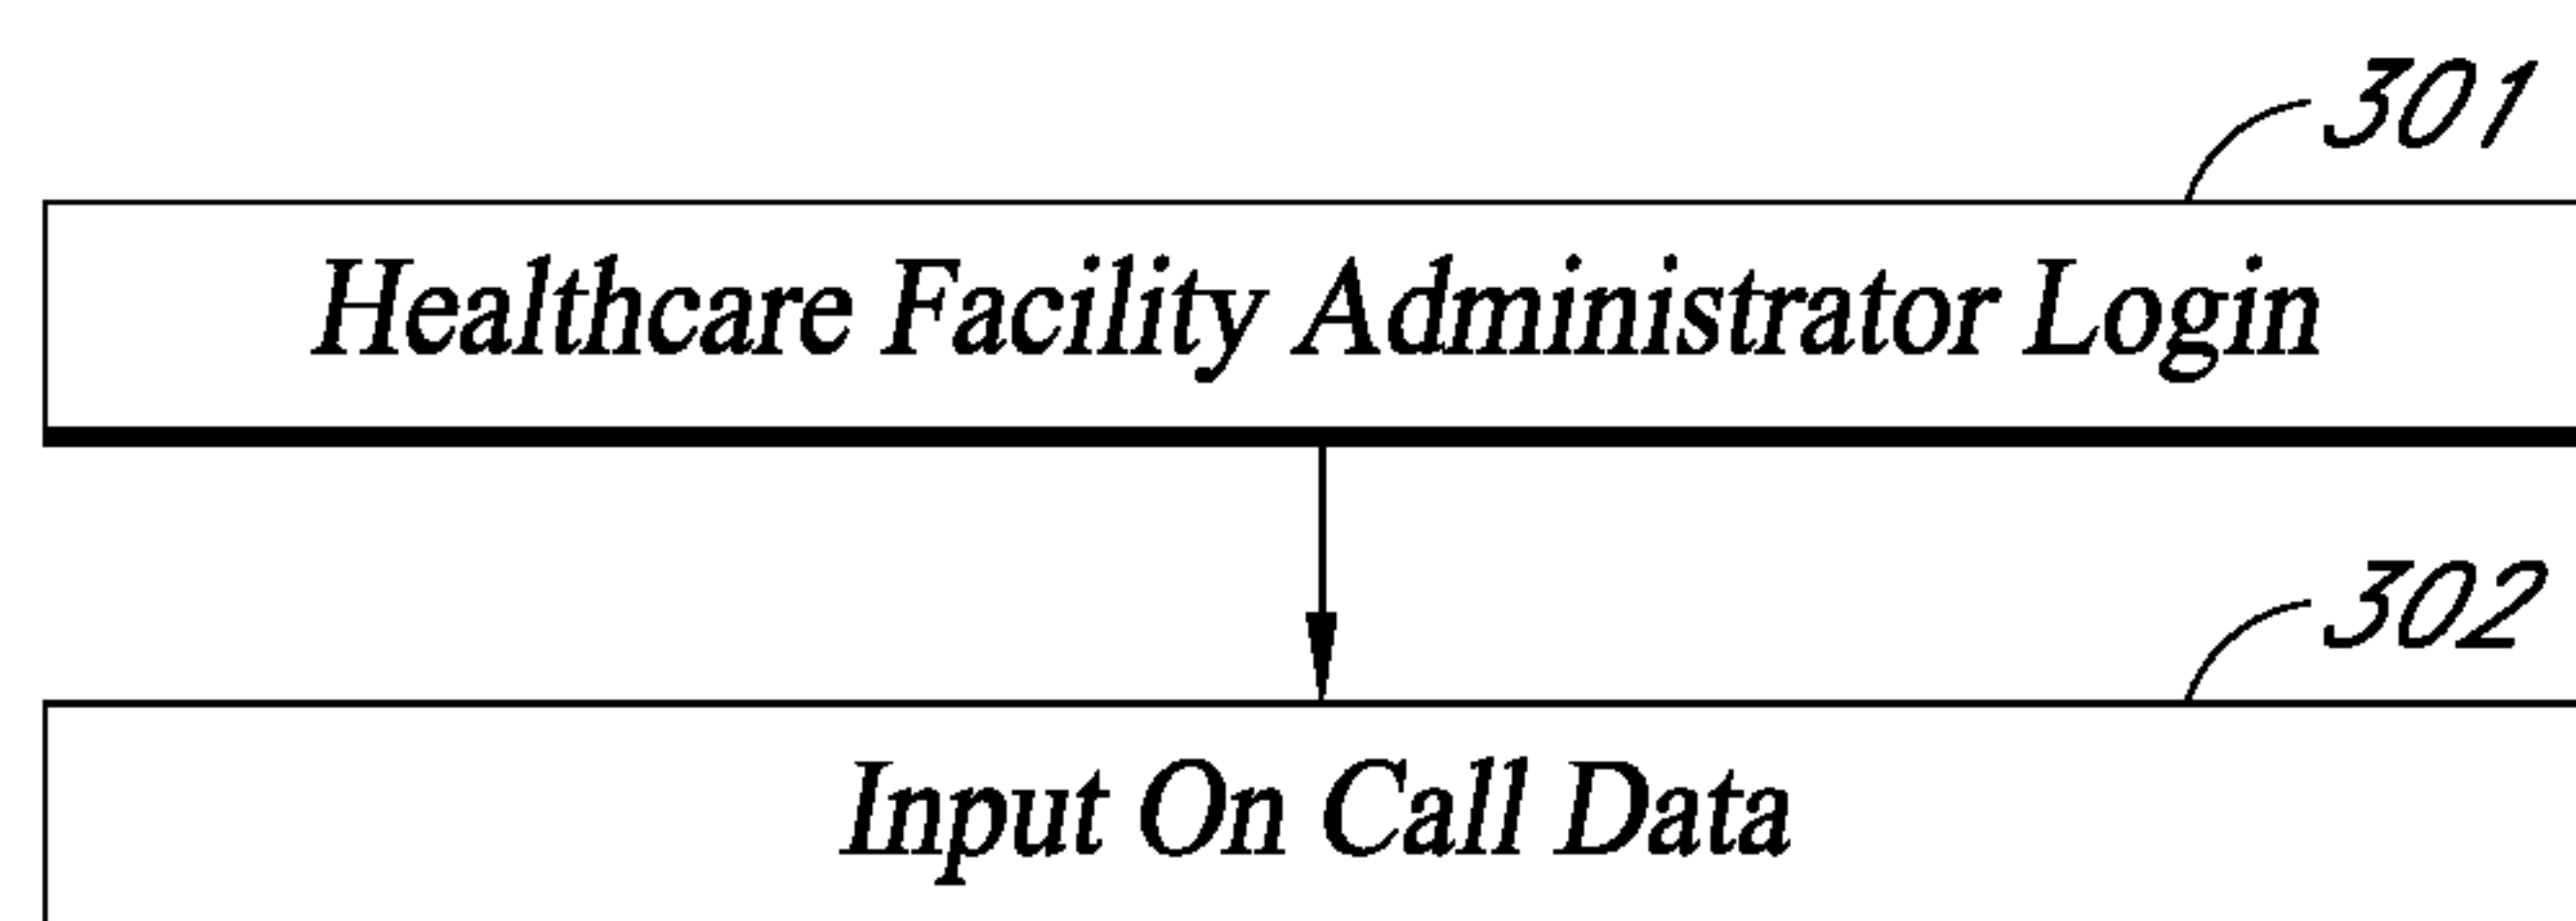 301
Healthcare Facility Administrator Login
302
Input On Call Data